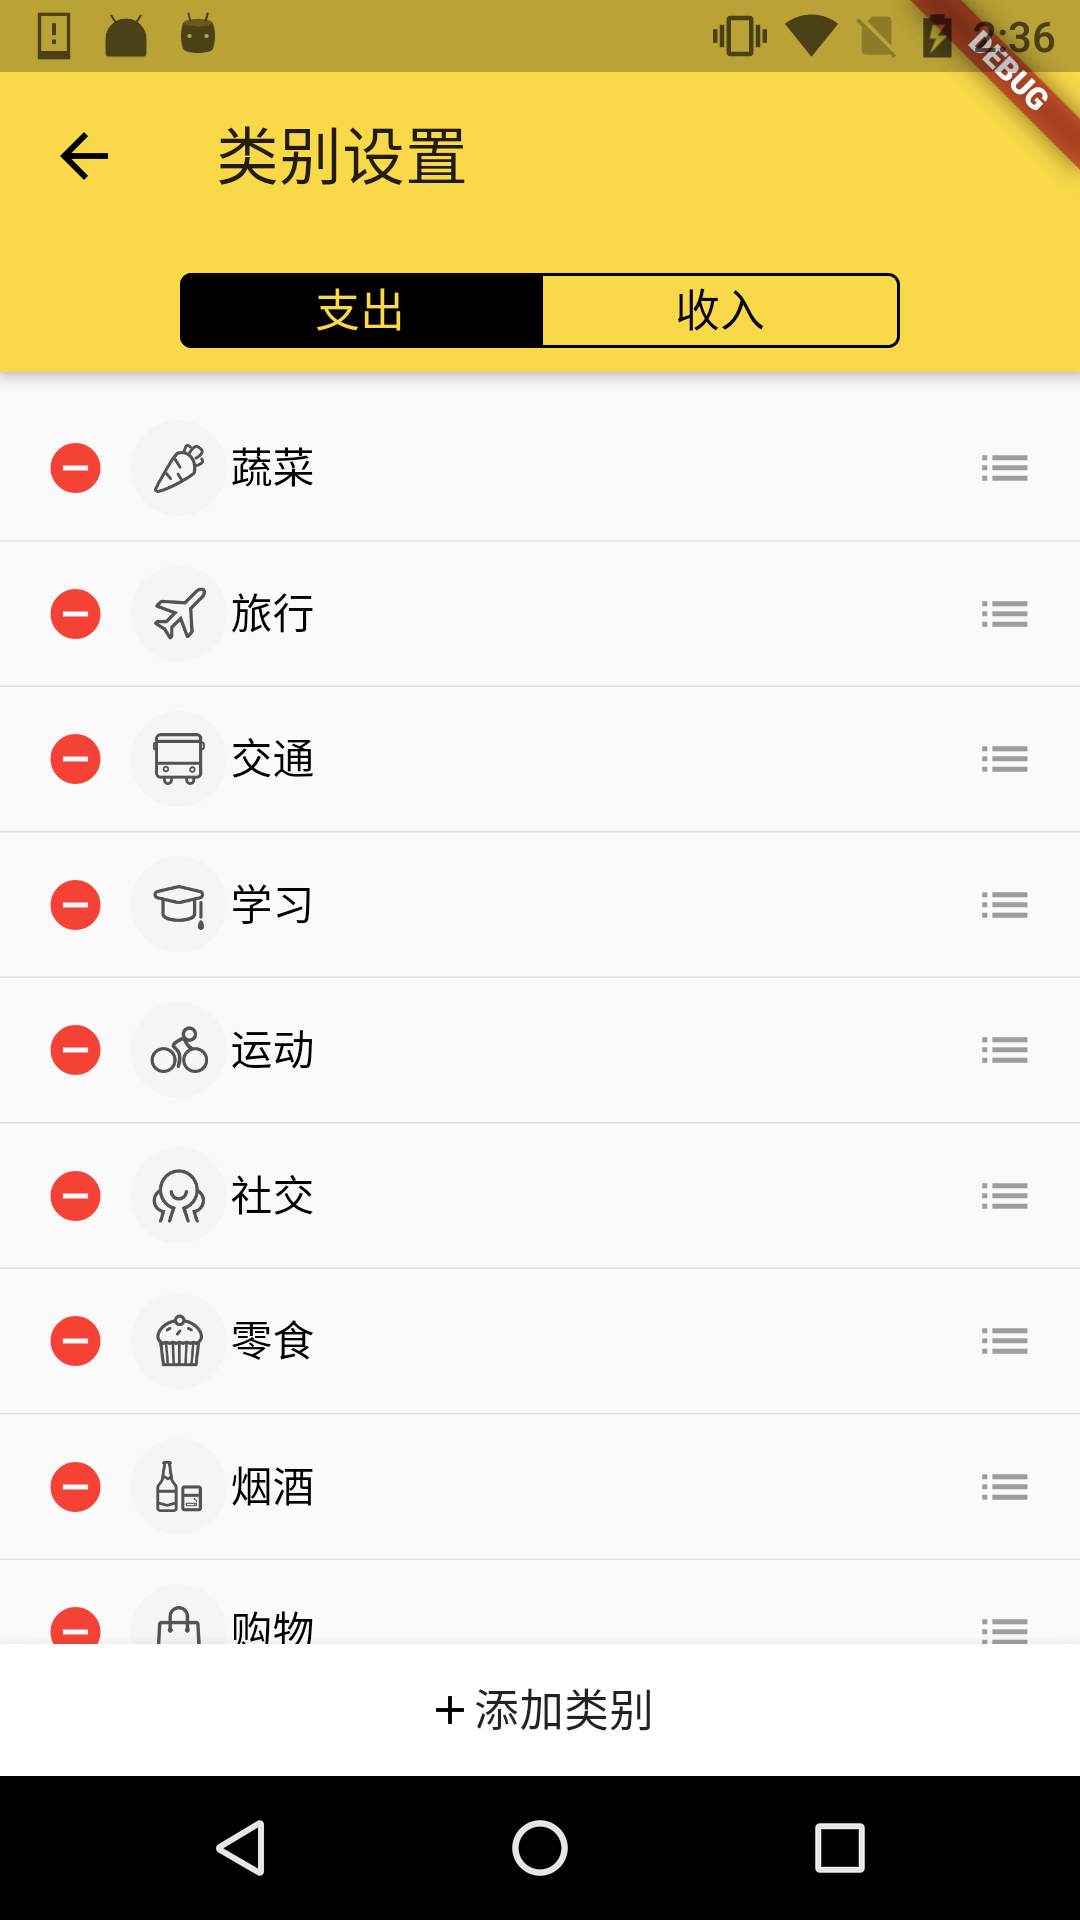 2:36
DEBUG
类别设置
支出 收入
蔬菜
旅行
交通
学习
运动
社交
零食
烟酒
购物
+添加类别